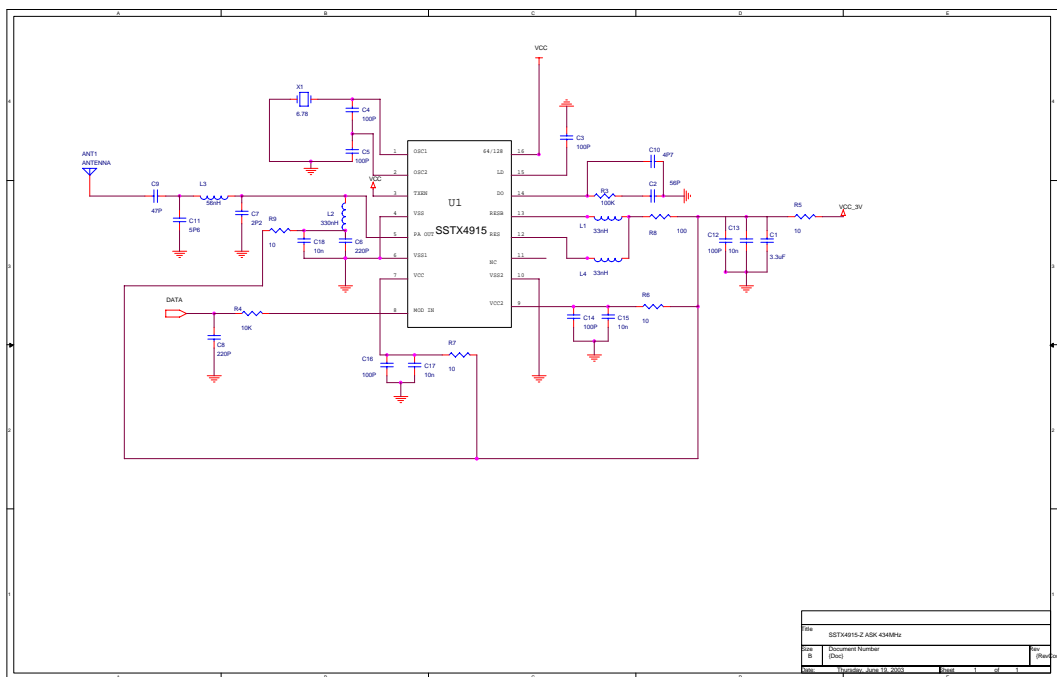 A B C D E
VCC
X1
6.78
C4
100P
C5
100P
C3
100P
ANT1
ANTENNA
VCC
C9
47P
L3
56nH
C11
5P6
C7
2P2
R9
10
L2
330nH
C18
10n
C6
220P
DATA
R4
10K
C8
220P
U1
SSTX4915
1 OSC1
2 OSC2
3 TXEN
4 VSS
5 PA OUT
6 VSS1
7 VCC
8 MOD IN
64/128 16
LD 15
DO 14
RESB 13
RES 12
NC 11
VSS2 10
VCC2 9
C10
4P7
R3
100K
C2
56P
L1
33nH
R8 100
L4
33nH
C12
100P
C13
10n
C1
3.3uF
R5
10
VCC_3V
R6
10
C14
100P
C15
10n
C16
100P
C17
10n
R7
10
4 4
3 3
2 2
1 1
Title
SSTX4915-Z ASK 434MHz
Size Document Number Rev
B (Doc)
Date: Thursday, June 19, 2003 Sheet 1 of 1